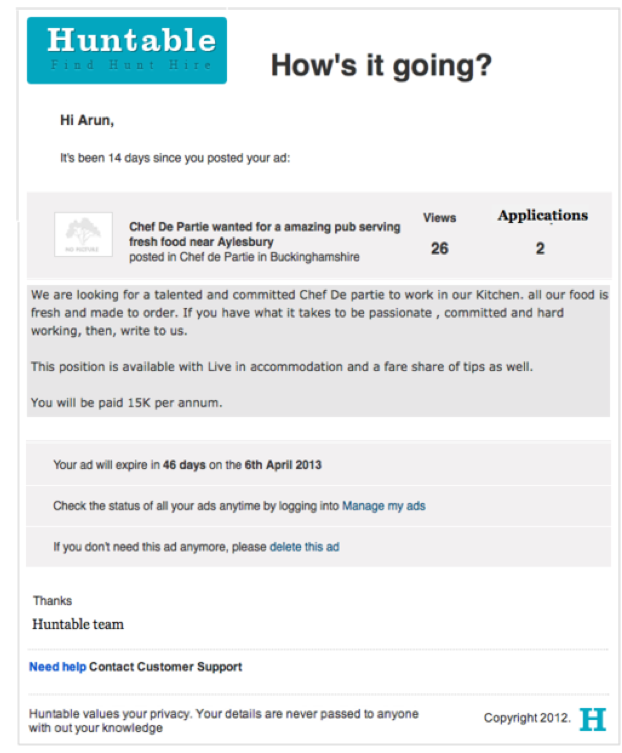 Huntable
Find Hunt Hire
How's it going?
Hi Arun,
It's been 14 days since you posted your ad:
NO PICTURE
Chef De Partie wanted for a amazing pub serving
fresh food near Aylesbury
posted in Chef de Partie in Buckinghamshire
Views
26
Applications
2
We are looking for a talented and committed Chef De partie to work in our Kitchen. all our food is
fresh and made to order. If you have what it takes to be passionate , committed and hard
working, then, write to us.
This position is available with Live in accommodation and a fare share of tips as well.
You will be paid 15K per annum.
Your ad will expire in 46 days on the 6th April 2013
Check the status of all your ads anytime by logging into Manage my ads
If you don't need this ad anymore, please delete this ad
Thanks
Huntable team
Need help Contact Customer Support
Huntable values your privacy. Your details are never passed to anyone
with out your knowledge
Copyright 2012.
H